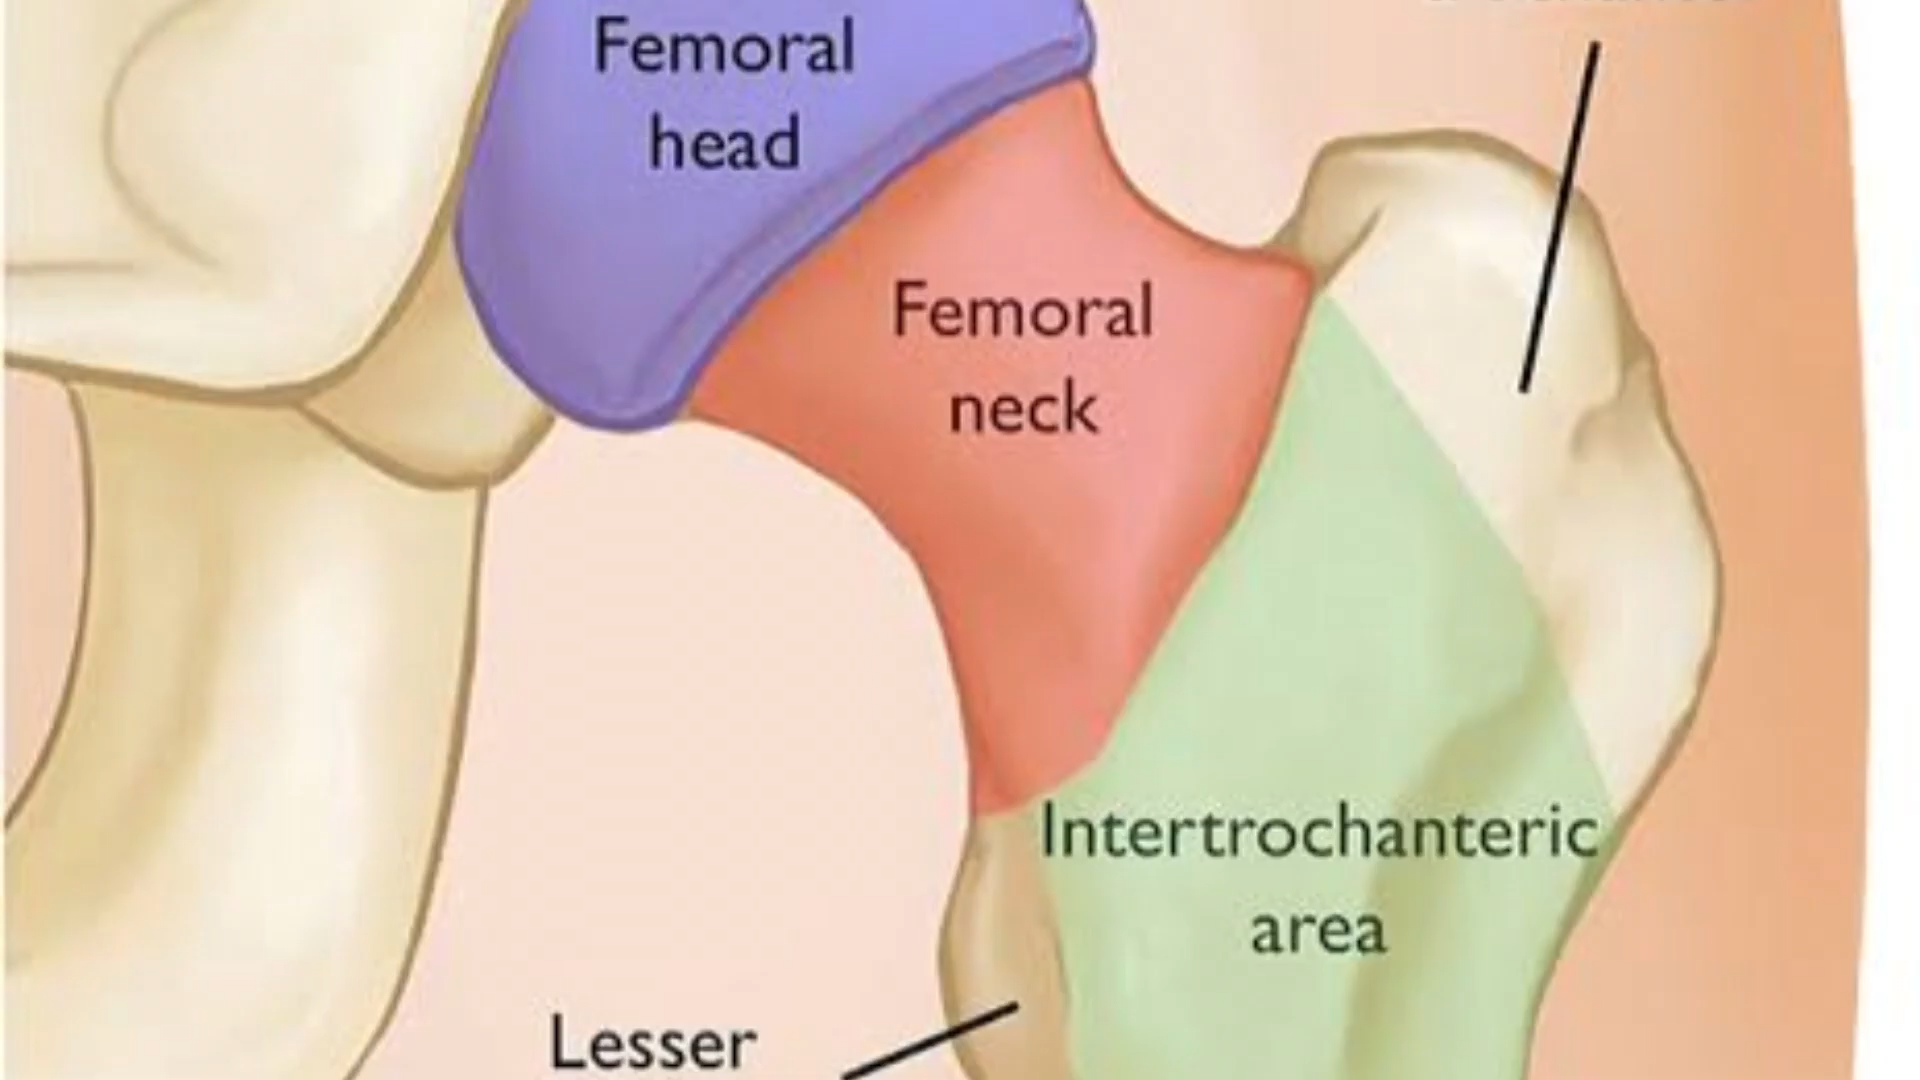 Femoral
head
Femoral
neck
Intertrochanteric
area
Lesser